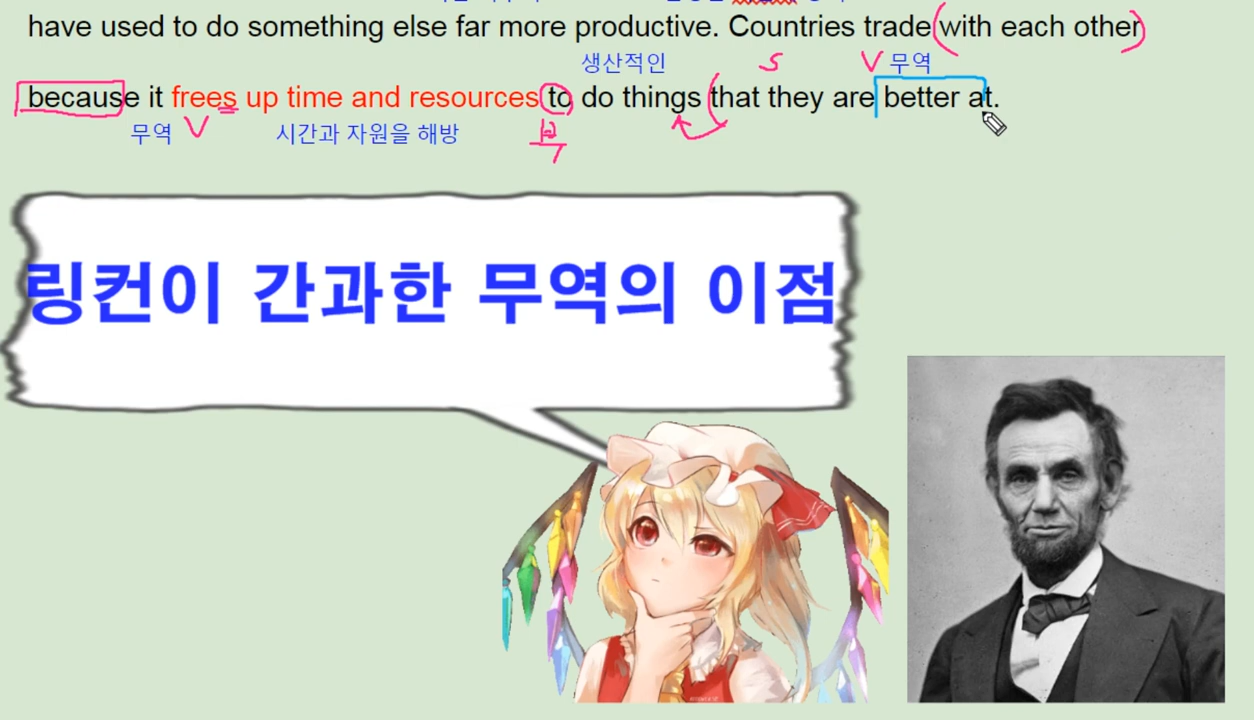 have used to do something else far more productive. Countries trade with each other
생산적인 S V 무역
because it frees up time and resources to do things that they are better at.
무역 V 시간과 자원을 해방
링컨이 간과한 무역의 이점